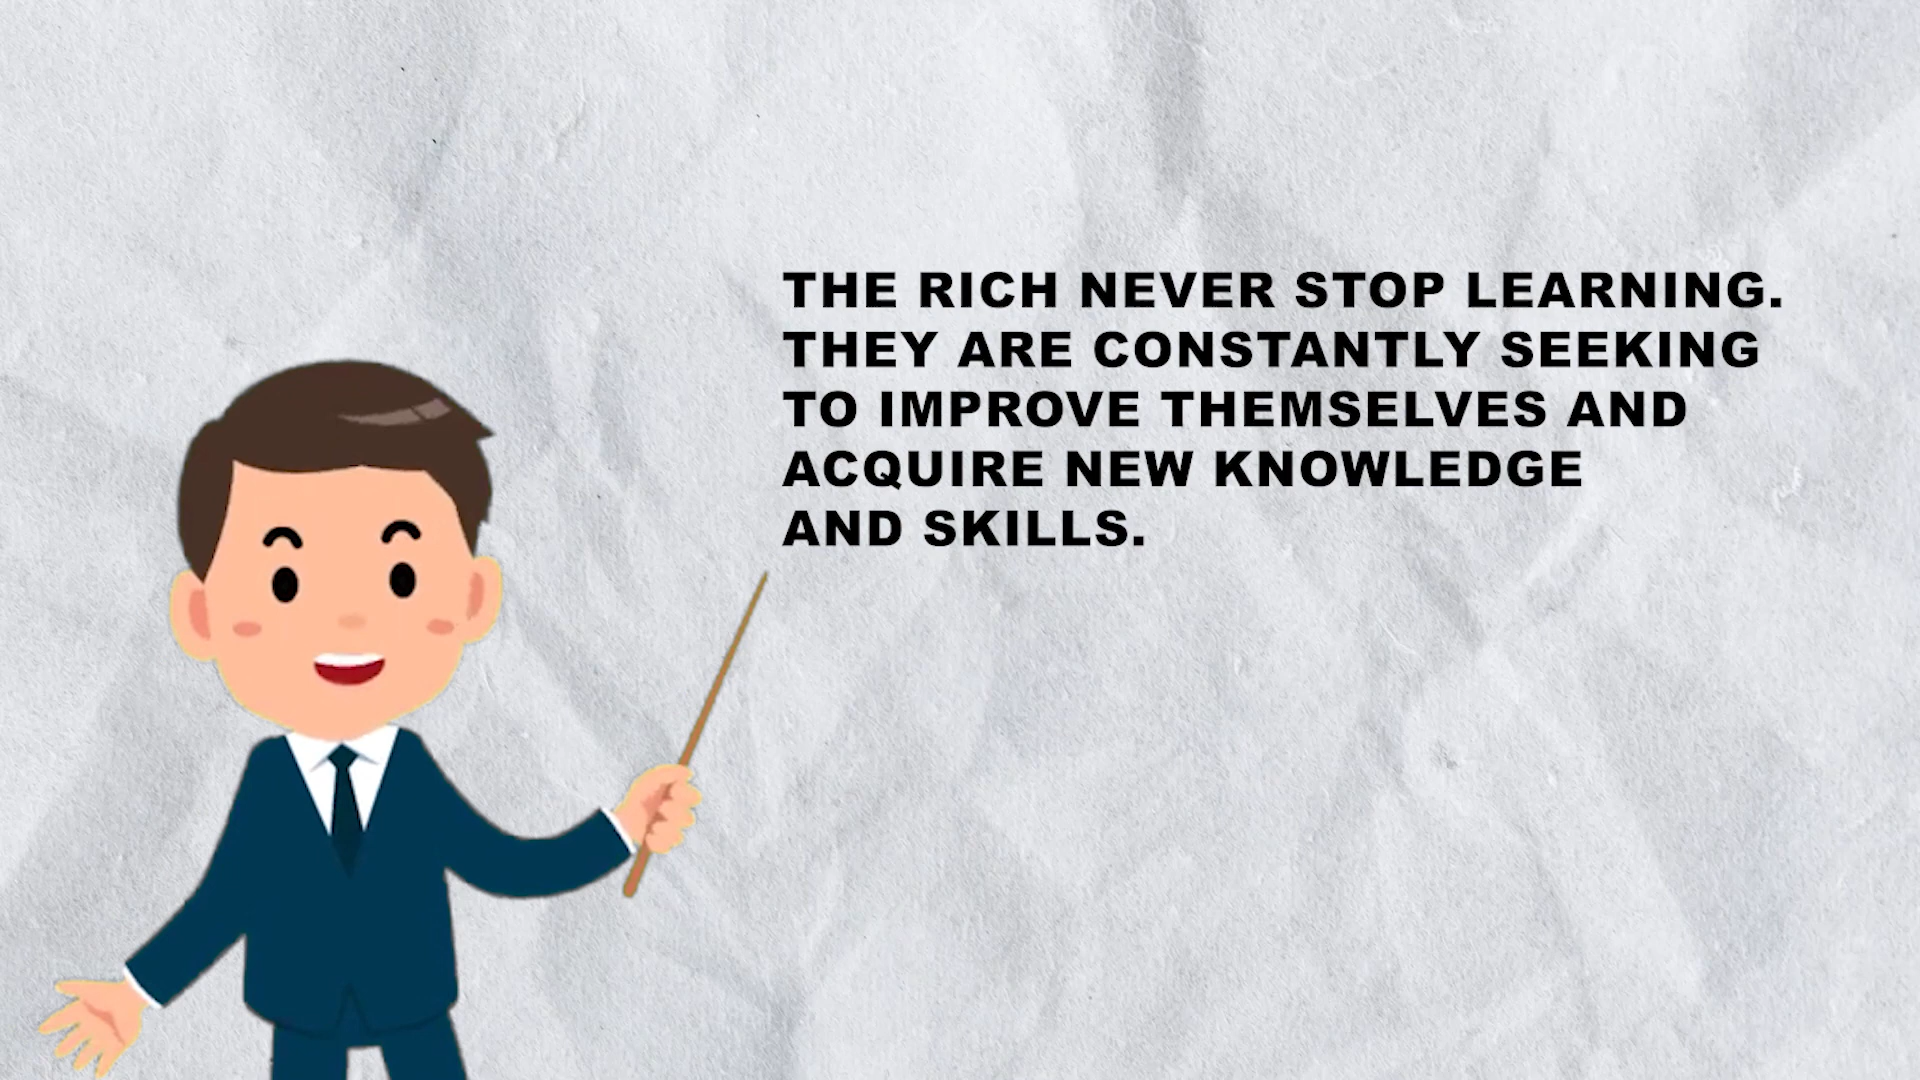 THE RICH NEVER STOP LEARNING.
THEY ARE CONSTANTLY SEEKING
TO IMPROVE THEMSELVES AND
ACQUIRE NEW KNOWLEDGE
AND SKILLS.